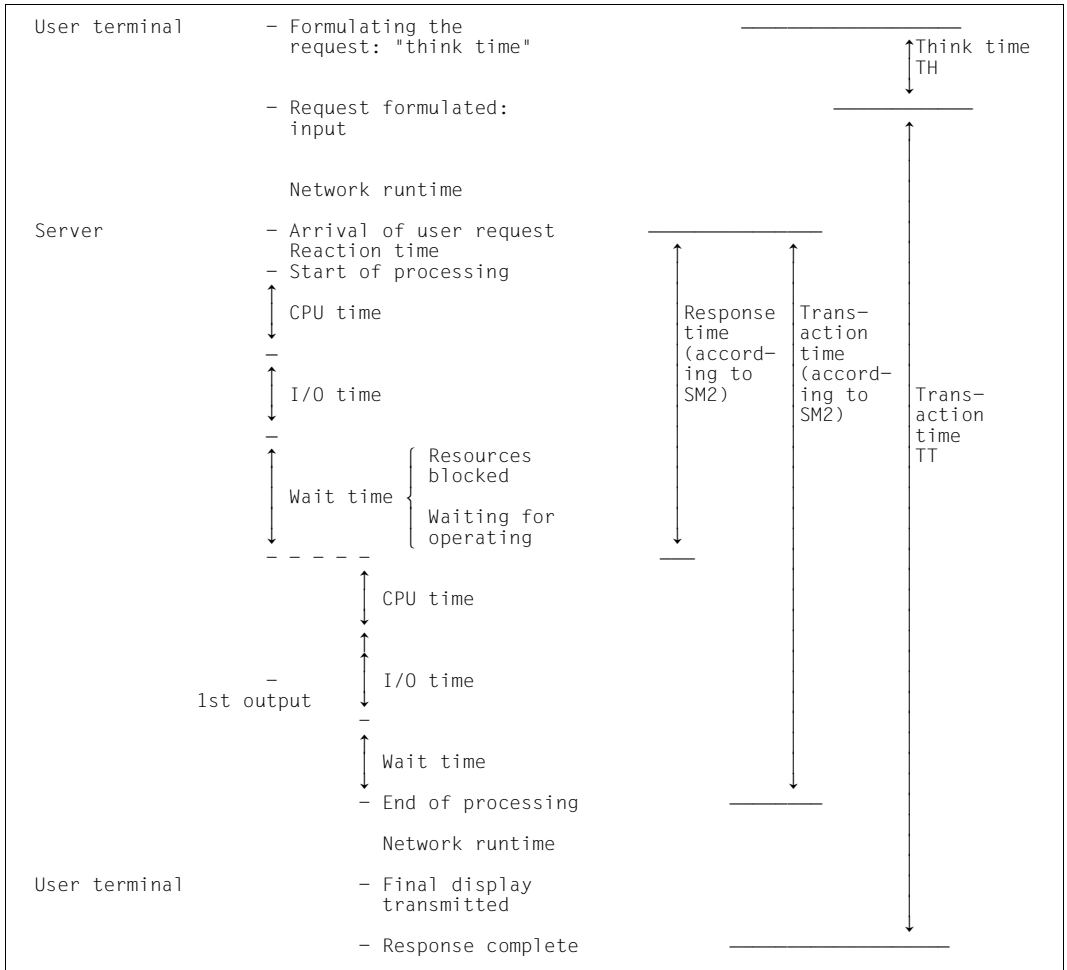 User terminal – Formulating the
request: "think time"
Think time
TH
– Request formulated:
input
Network runtime
Server – Arrival of user request
Reaction time
– Start of processing
CPU time
–
I/O time
–
Wait time
Resources
blocked
Waiting for
operating
– – – – –
Response
time
(accord–
ing to
SM2)
Trans–
action
time
(accord–
ing to
SM2)
Trans–
action
time
TT
CPU time
–
1st output
I/O time
–
Wait time
– End of processing
Network runtime
User terminal – Final display
transmitted
– Response complete